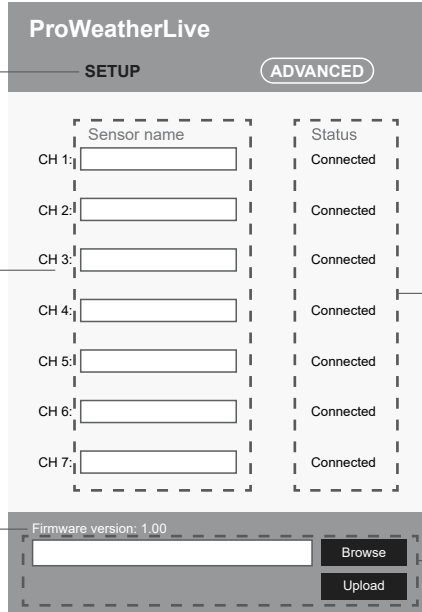 ProWeatherLive
SETUP ADVANCED
Sensor name Status
CH 1: Connected
CH 2: Connected
CH 3: Connected
CH 4: Connected
CH 5: Connected
CH 6: Connected
CH 7: Connected
Firmware version: 1.00
Browse
Upload